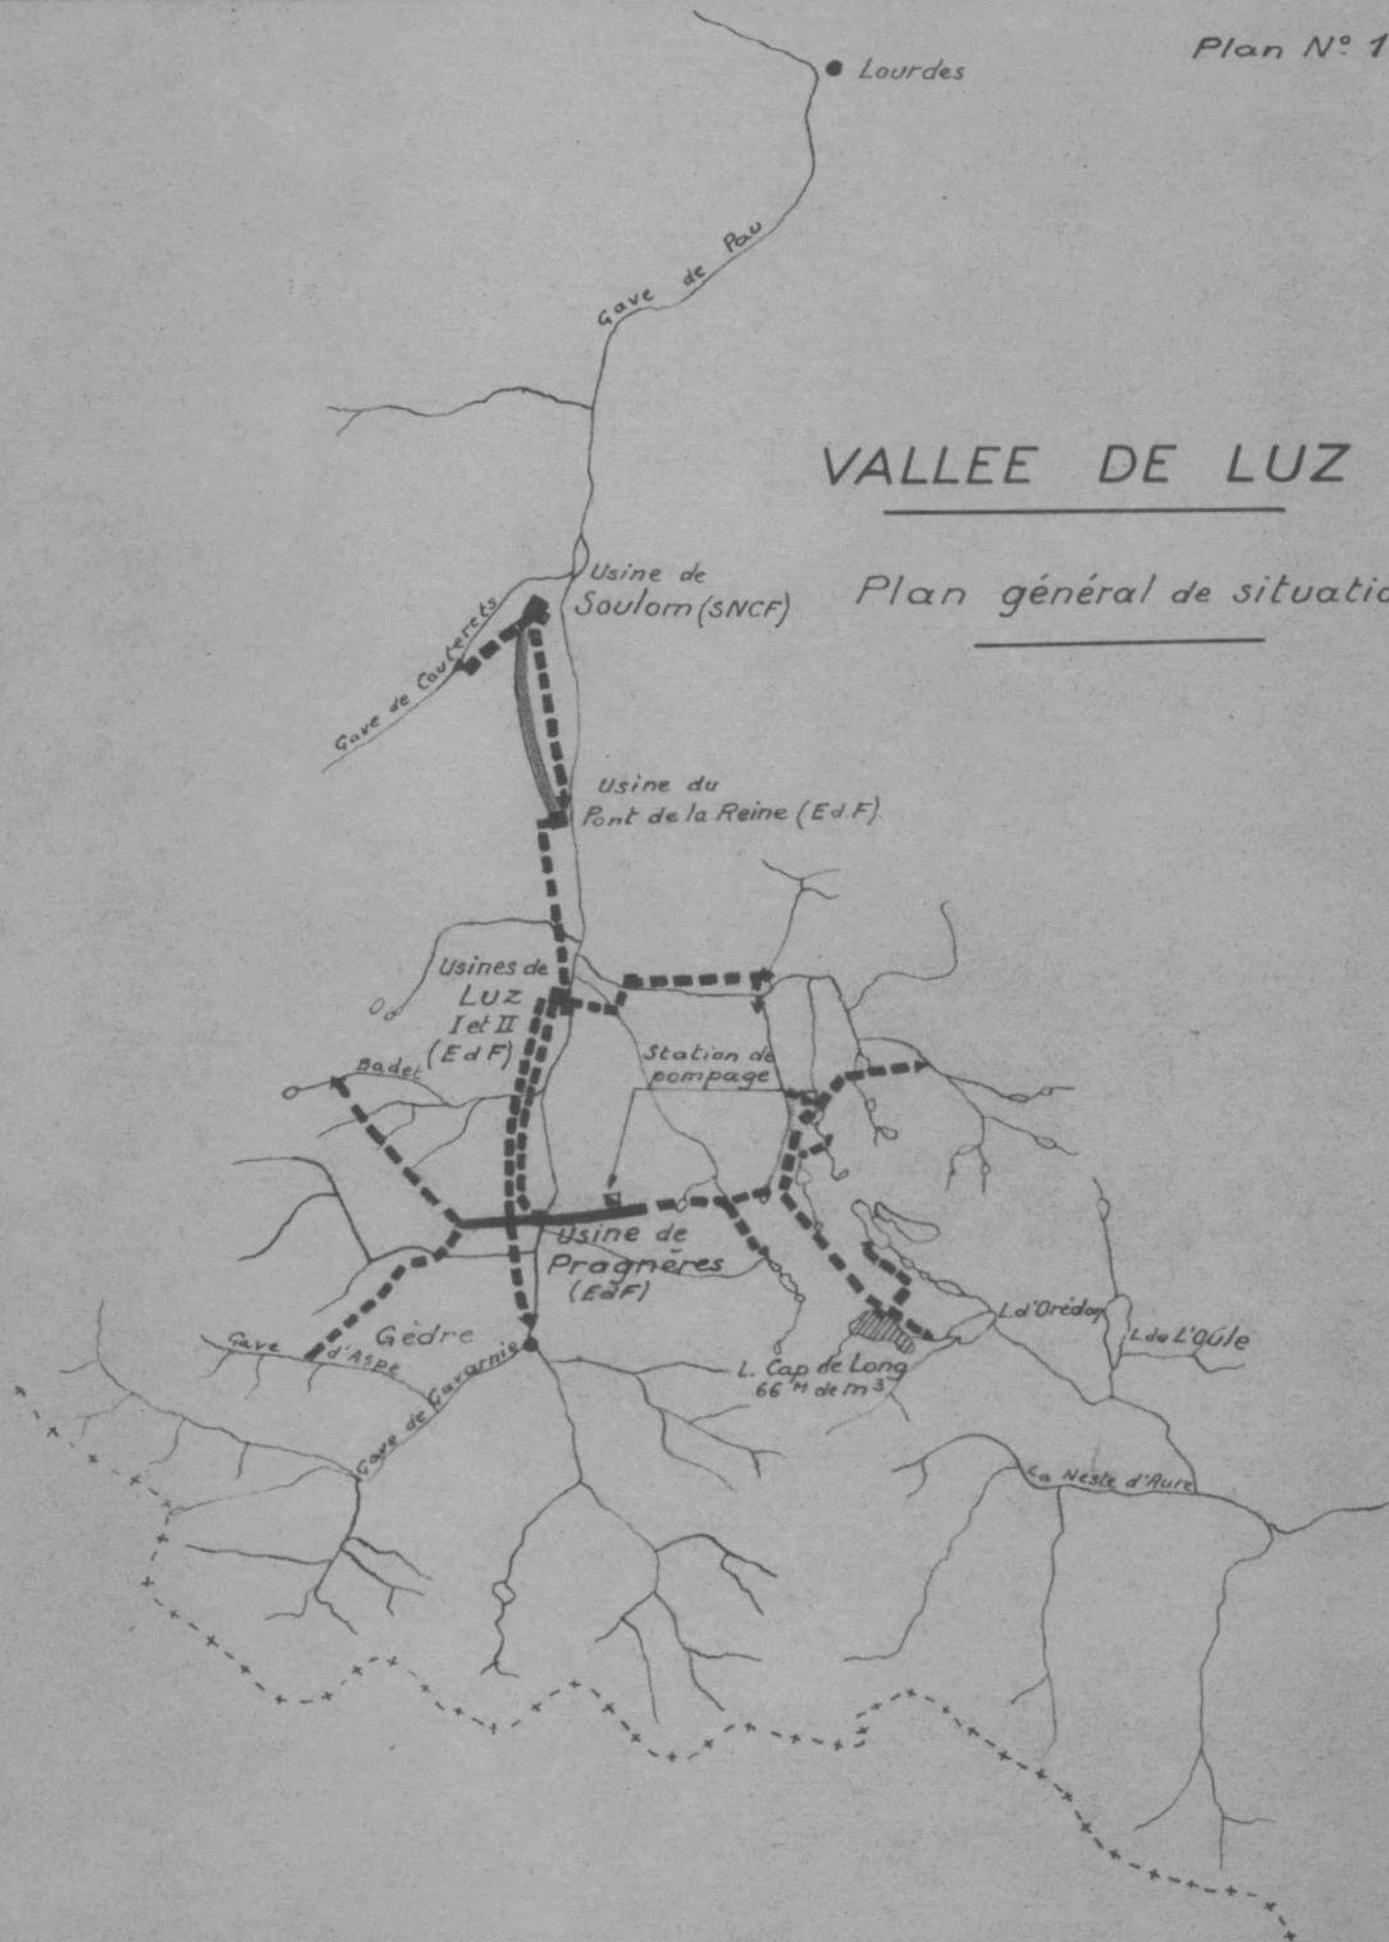 Plan Nº 1
Lourdes
Gave de Pau
VALLEE DE LUZ
Plan général de situatio
Usine de
Soulom (SNCF)
Gave de Cauterets
Usine du
Pont de la Reine (Ed.F)
Usines de
LUZ
I et II
(EdF)
Station de
pompage
Badet
Usine de
Pragnères
(EdF)
L. d'Orédon
L. de L'Oule
L. Cap de Long
66 M de m3
Gèdre
Gave d'Aspe
Gave de Gavarnie
La Neste d'Aure